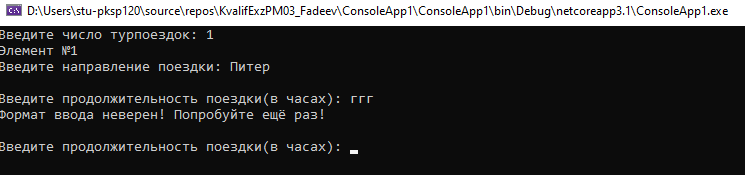 D:\Users\stu-pksp120\source\repos\KvalifExzPM03_Fadeev\ConsoleApp1\ConsoleApp1\bin\Debug\netcoreapp3.1\ConsoleApp1.exe
Введите число турпоездок: 1
Элемент №1
Введите направление поездки: Питер
Введите продолжительность поездки(в часах): ггг
Формат ввода неверен! Попробуйте ещё раз!
Введите продолжительность поездки(в часах):